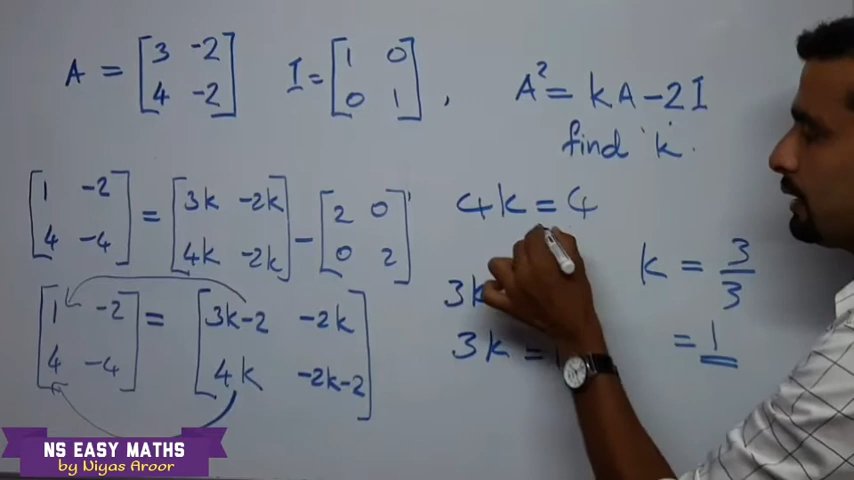 A = [3 -2
4 -2] I = [1 0
0 1] ,
A² = kA - 2I
find 'k'.
[1 -2
4 -4] = [3k -2k
4k -2k] - [2 0
0 2]
[1 -2
4 -4] = [3k-2 -2k
4k -2k-2]
4k = 4
3k
3k =
k = 3/3
= 1
NS EASY MATHS
by Niyas Aroor